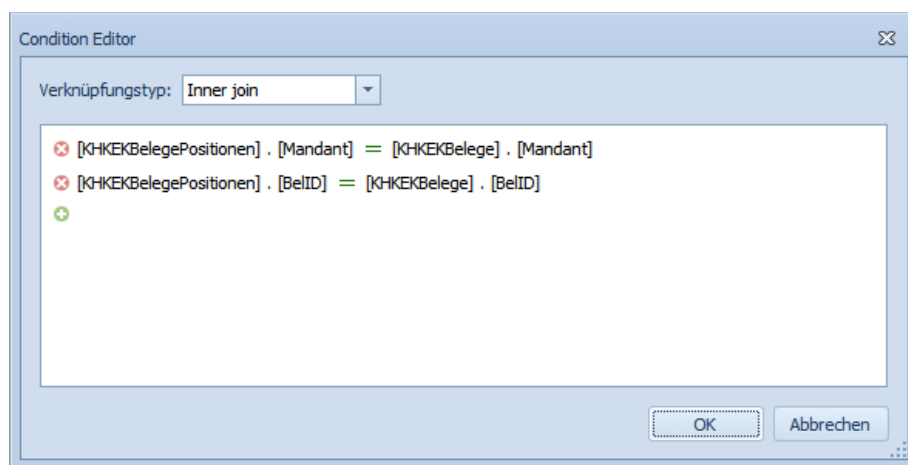 Condition Editor
Verknüpfungstyp: Inner join
[KHKEKBelegePositionen] . [Mandant] = [KHKEKBelege] . [Mandant]
[KHKEKBelegePositionen] . [BelID] = [KHKEKBelege] . [BelID]
OK Abbrechen